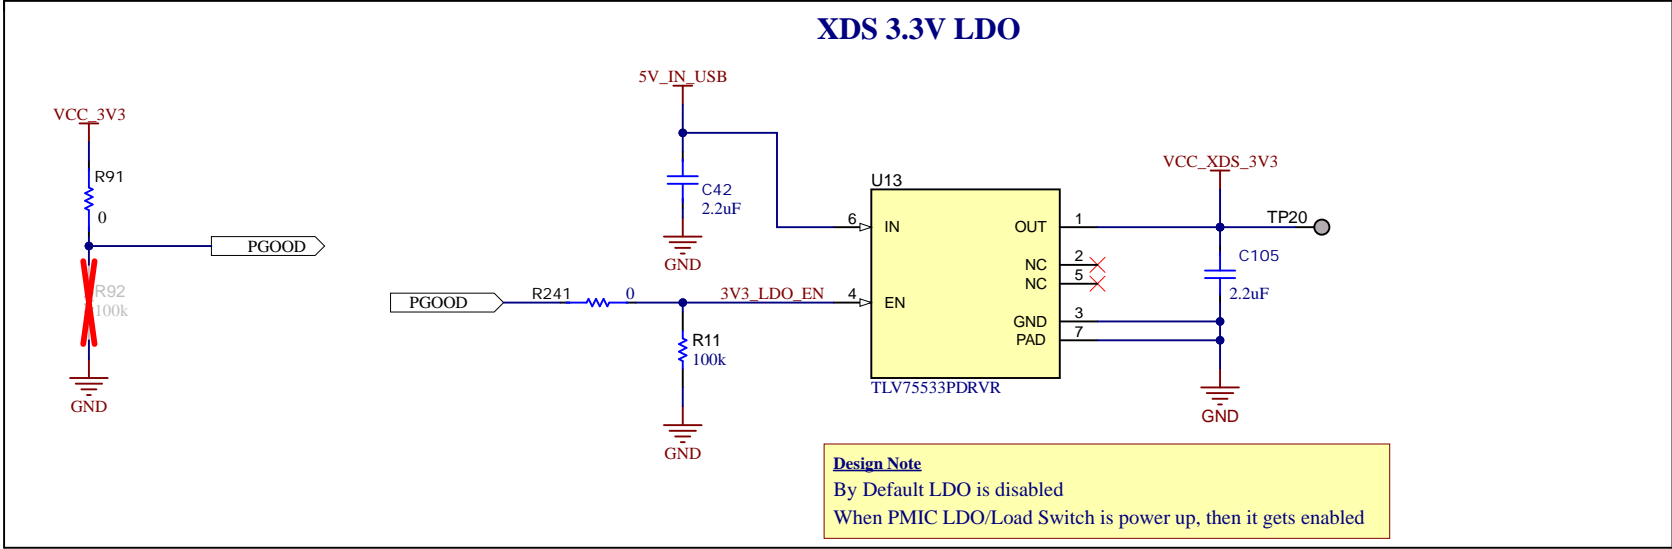 XDS 3.3V LDO
VCC_3V3
R91
0
PGOOD
R92
100k
GND
5V_IN_USB
C42
2.2uF
GND
PGOOD
R241
0
3V3_LDO_EN
R11
100k
GND
U13
6
IN
4
EN
OUT
1
NC
2
NC
5
GND
3
PAD
7
TLV75533PDRVR
VCC_XDS_3V3
TP20
C105
2.2uF
GND
Design Note
By Default LDO is disabled
When PMIC LDO/Load Switch is power up, then it gets enabled